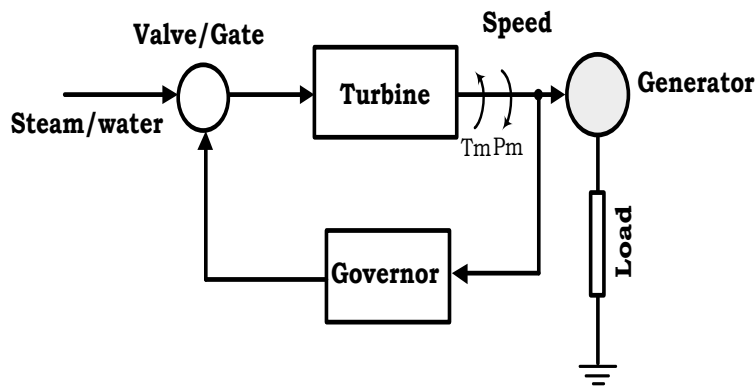 Speed
Valve/Gate
Generator
Turbine
Steam/water
TmPm
Governor
Load